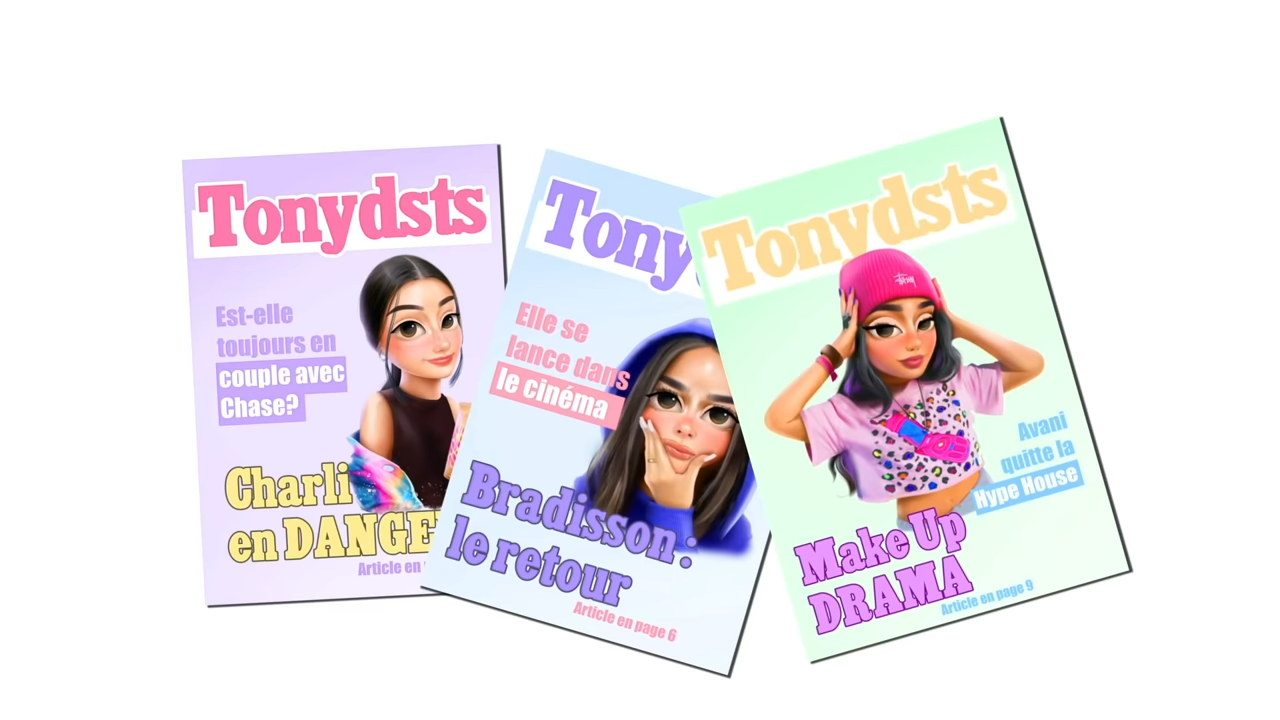 Tonydsts
Est-elle
toujours en
couple avec
Chase?
Charli
en
Article en
Elle se
lance dans
le cinéma
Bradisson :
le retour
Article en page 6
Tonydsts
Avani
quitte la
Hype House
Make Up
DRAMA
Article en page 9